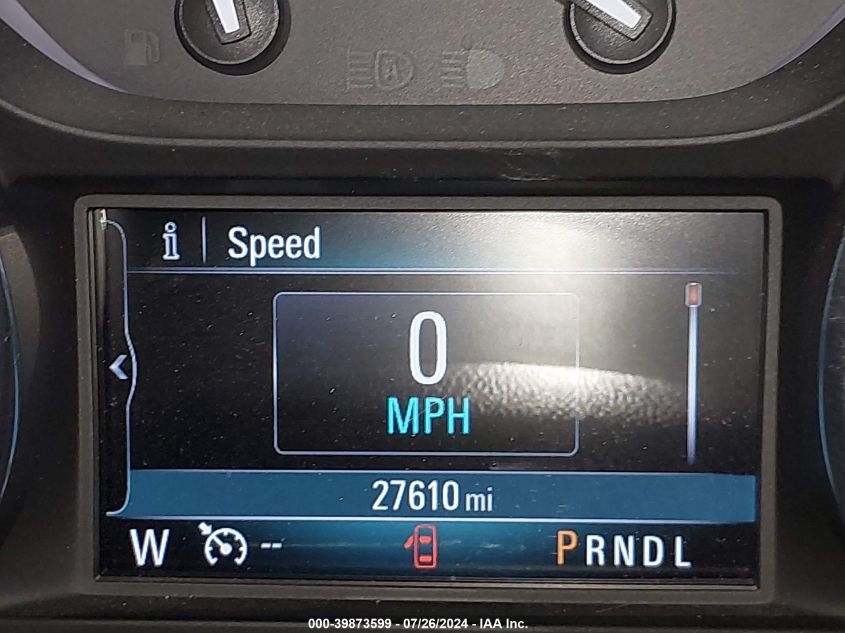 Speed
0
MPH
27610 mi
W -- PRNDL
000-39873599 - 07/26/2024 - IAA Inc.